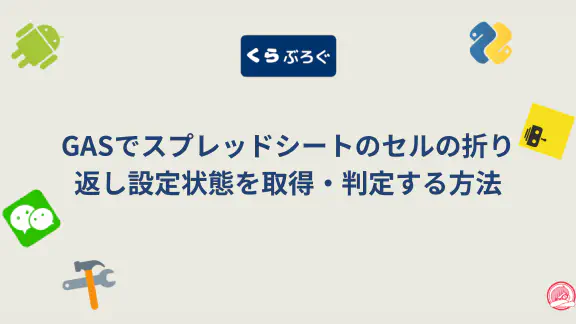 くらぶろぐ
GASでスプレッドシートのセルの折り
返し設定状態を取得・判定する方法